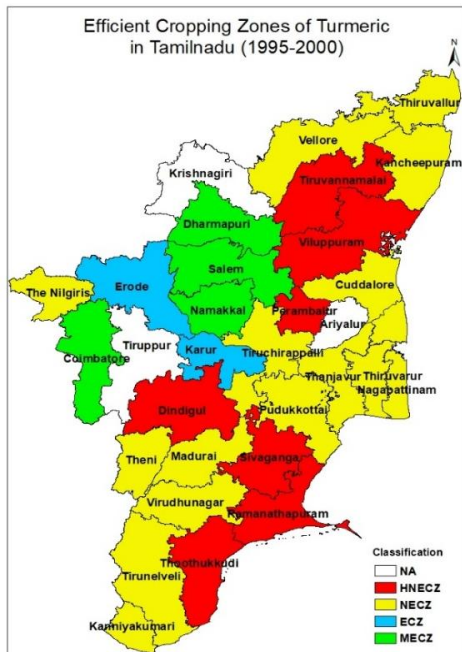 Efficient Cropping Zones of Turmeric
in Tamilnadu (1995-2000)
N
Thiruvallur
Vellore
Kancheepuram
Krishnagiri
Tiruvannamalai
Dharmapuri
Viluppuram
Salem
The Nilgiris
Erode
Cuddalore
Namakkal
Perambalur
Ariyalur
Tiruppur
Karur
Tiruchirappalli
Coimbatore
Thanjavur
Thiruvarur
Nagapattinam
Dindigul
Pudukkottai
Theni
Madurai
Sivaganga
Virudhunagar
Ramanathapuram
Thoothukkudi
Tirunelveli
Kanniyakumari
Classification
NA
HNECZ
NECZ
ECZ
MECZ